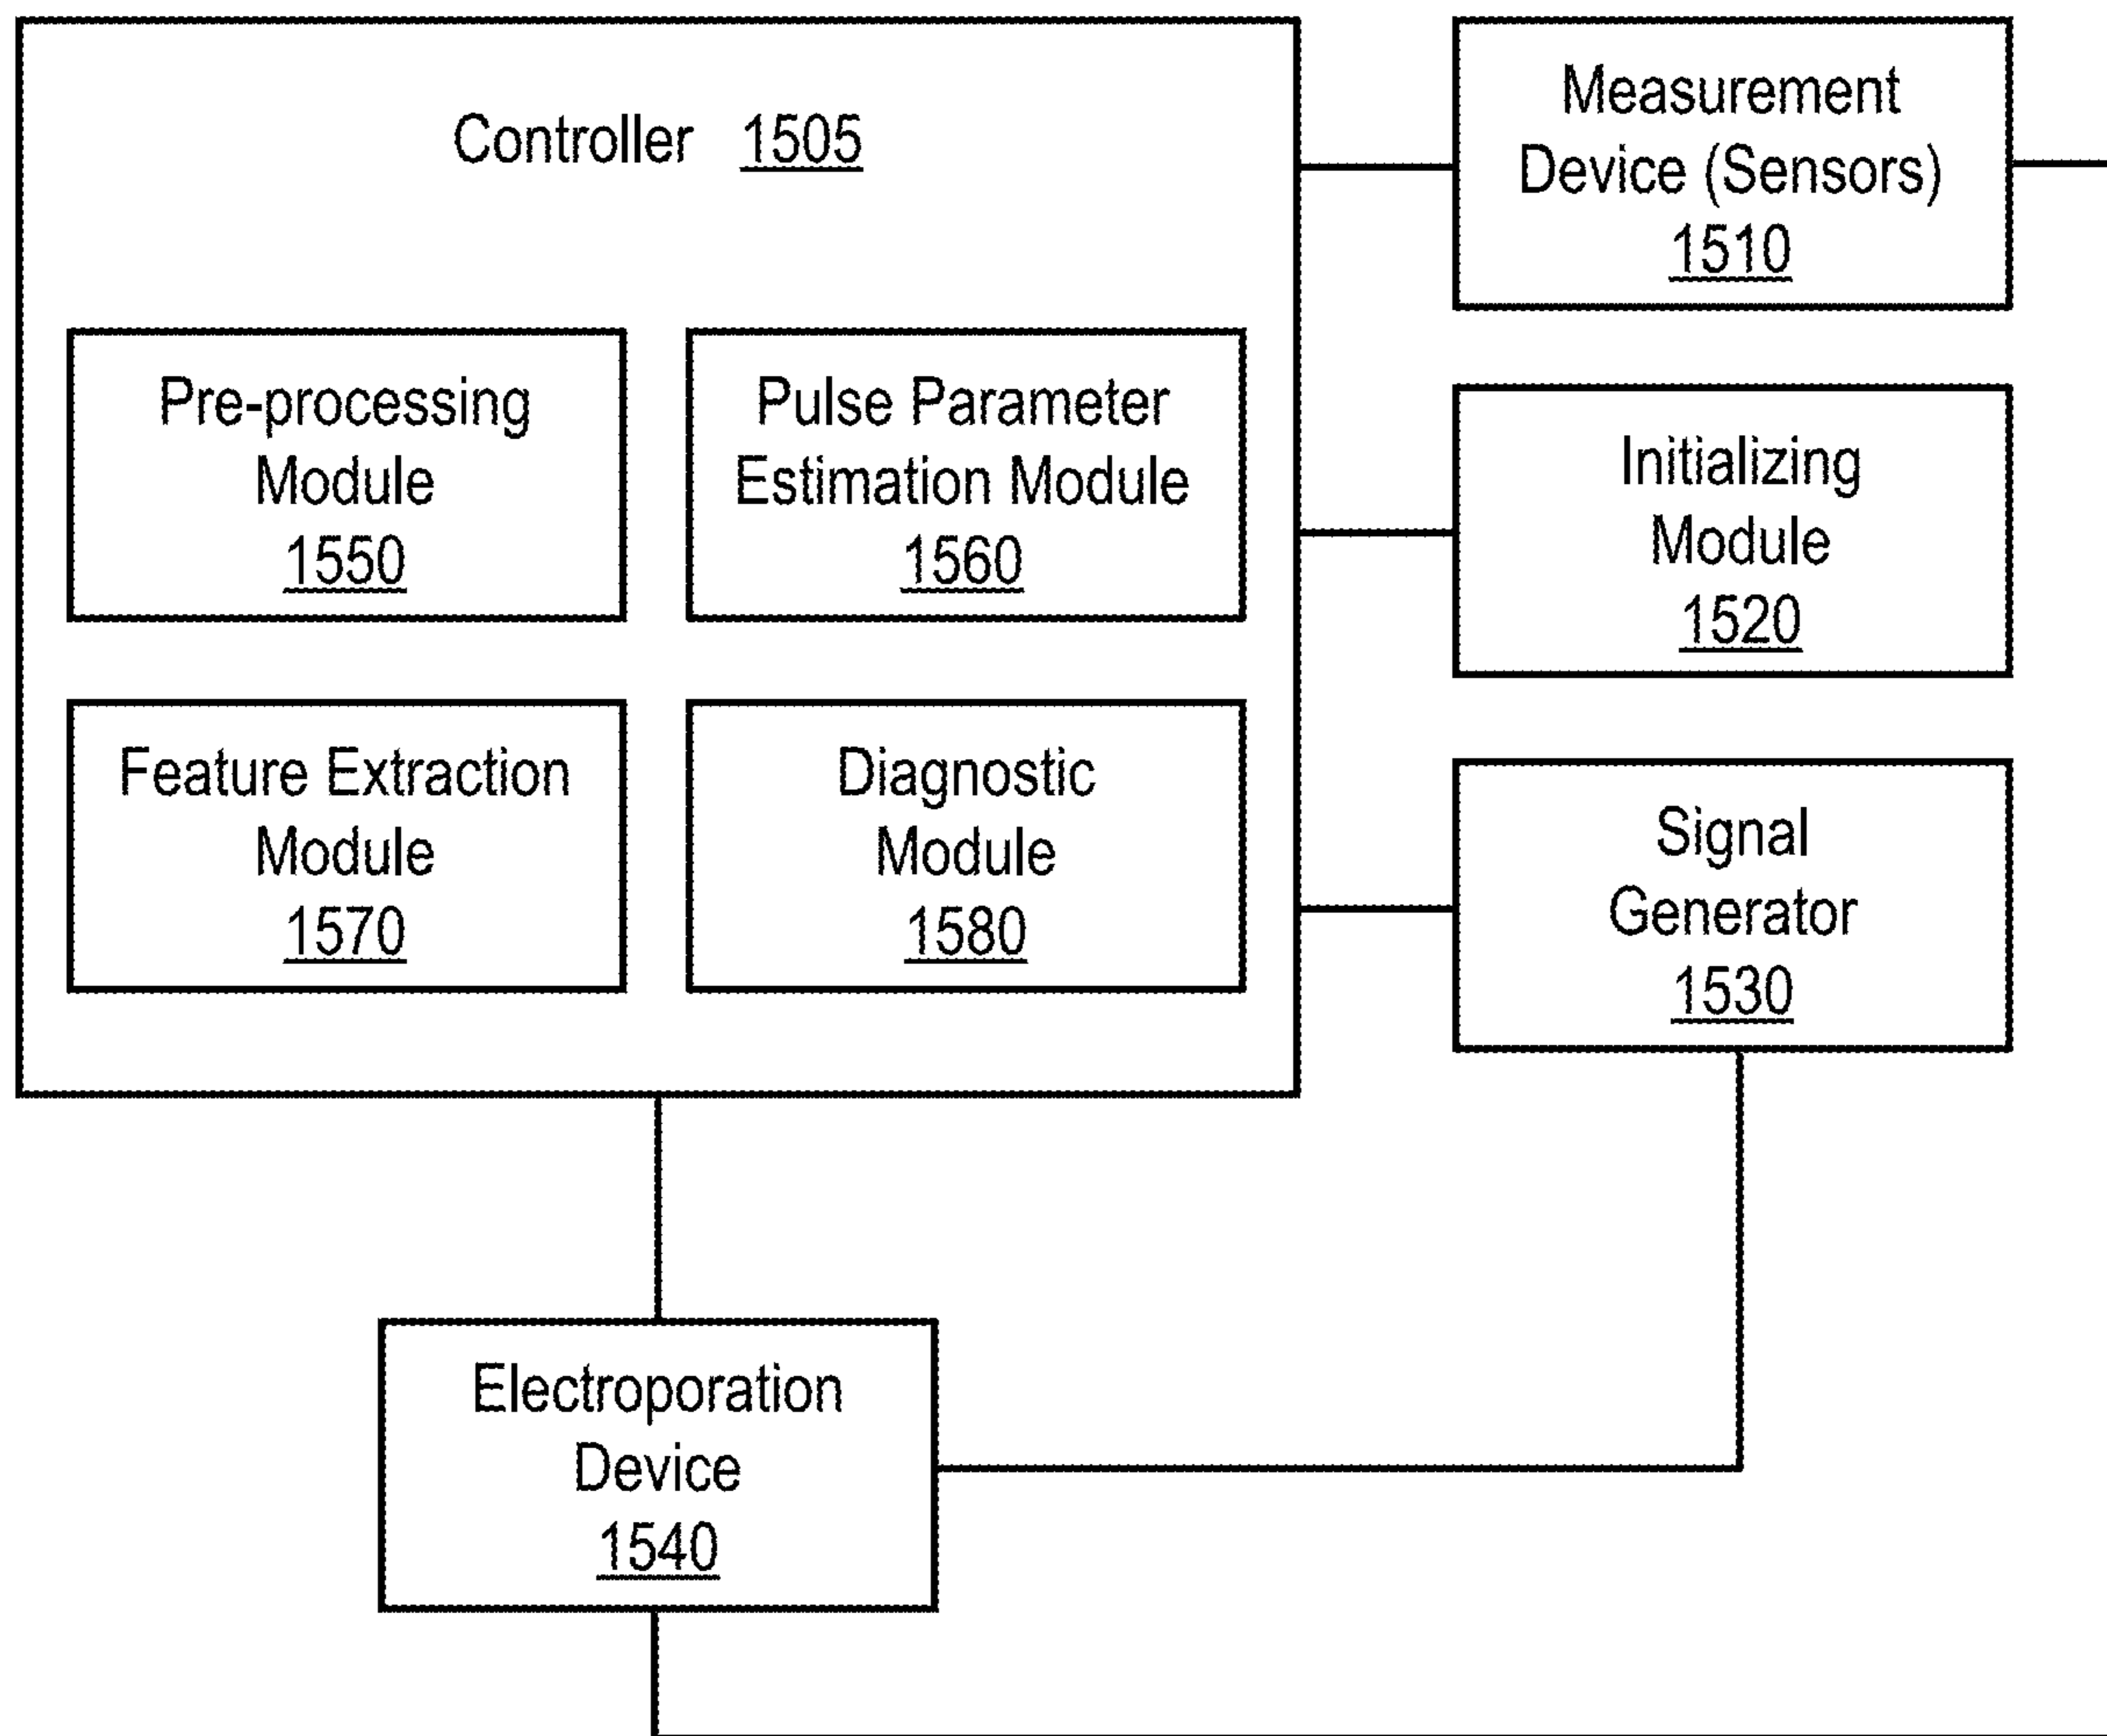 Controller 1505
Measurement
Device (Sensors)
1510
Pre-processing
Module
1550
Pulse Parameter
Estimation Module
1560
Initializing
Module
1520
Feature Extraction
Module
1570
Diagnostic
Module
1580
Signal
Generator
1530
Electroporation
Device
1540